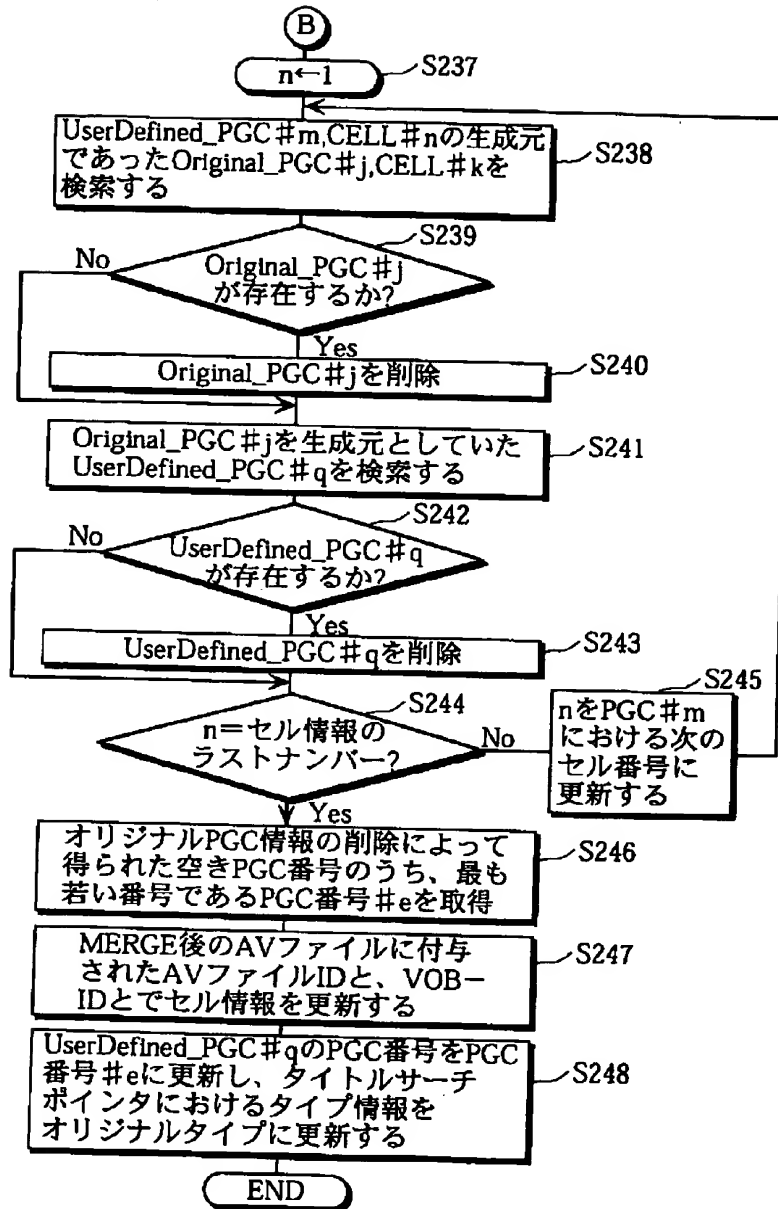 B
n←1
S237
UserDefined_PGC#m,CELL#nの生成元
であったOriginal_PGC#j,CELL#kを
検索する
S238
S239
No
Original_PGC#j
が存在するか?
Yes
Original_PGC#jを削除
S240
Original_PGC#jを生成元としていた
UserDefined_PGC#qを検索する
S241
S242
No
UserDefined_PGC#q
が存在するか?
Yes
UserDefined_PGC#qを削除
S243
S244
n=セル情報の
ラストナンバー?
No
S245
nをPGC#m
における次の
セル番号に
更新する
Yes
オリジナルPGC情報の削除によって
得られた空きPGC番号のうち、最も
若い番号であるPGC番号#eを取得
S246
MERGE後のAVファイルに付与
されたAVファイルIDと、VOB-
IDとでセル情報を更新する
S247
UserDefined_PGC#qのPGC番号をPGC
番号#eに更新し、タイトルサーチ
ポインタにおけるタイプ情報を
オリジナルタイプに更新する
S248
END